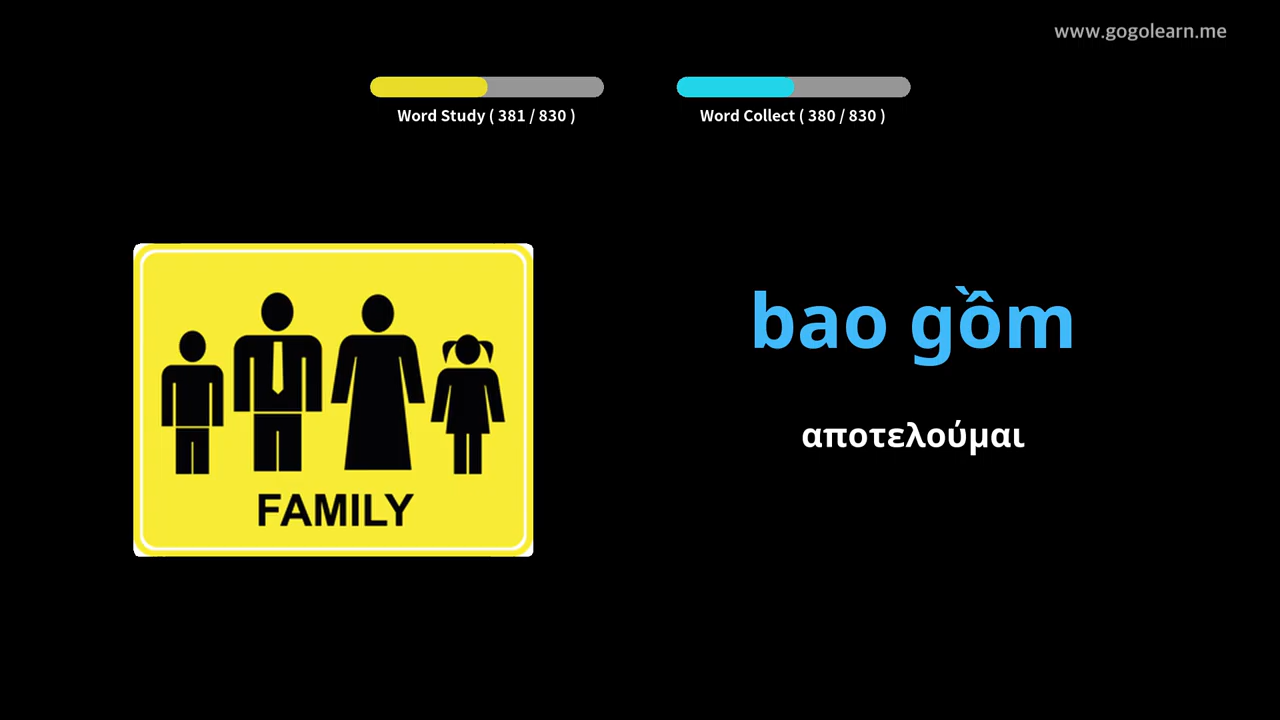 www.gogolearn.me
Word Study ( 381 / 830 )
Word Collect ( 380 / 830 )
bao gồm
αποτελούμαι
FAMILY